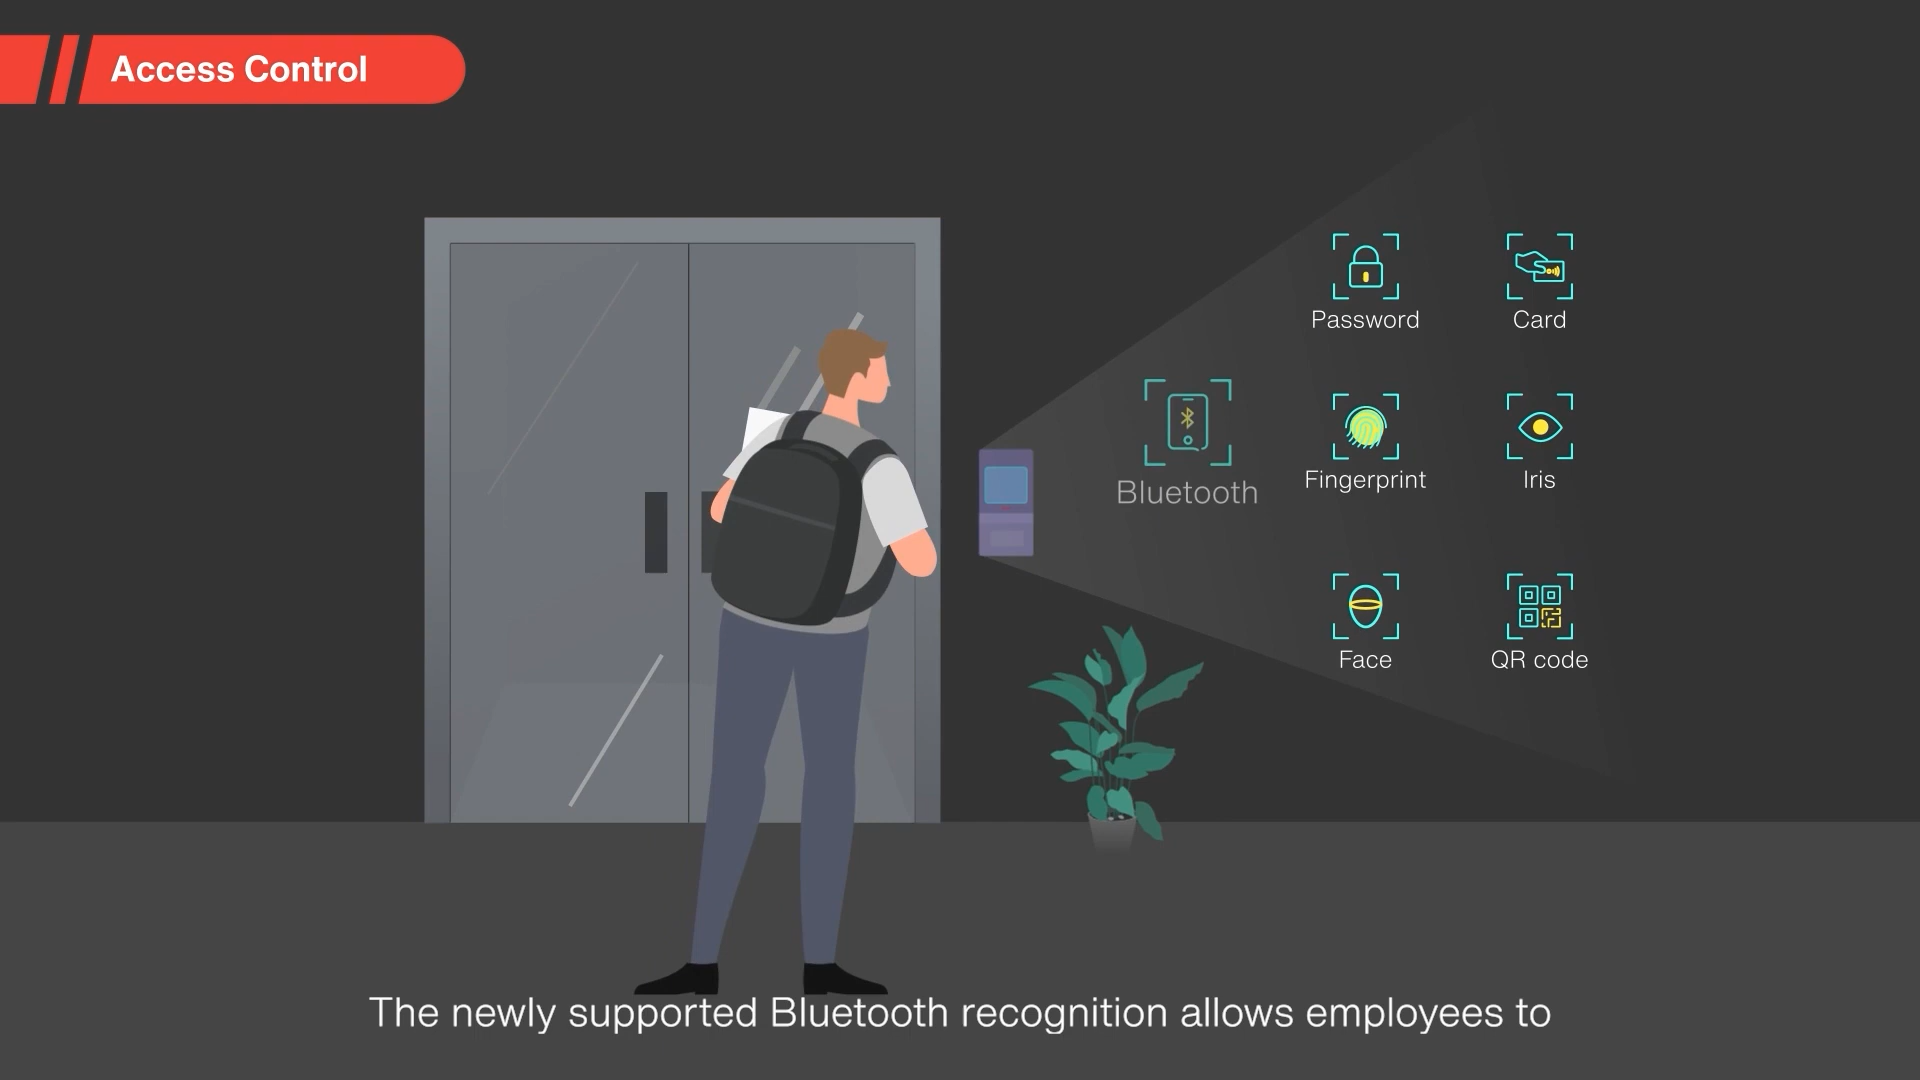 Access Control
Password
Card
Bluetooth
Fingerprint
Iris
Face
QR code
The newly supported Bluetooth recognition allows employees to